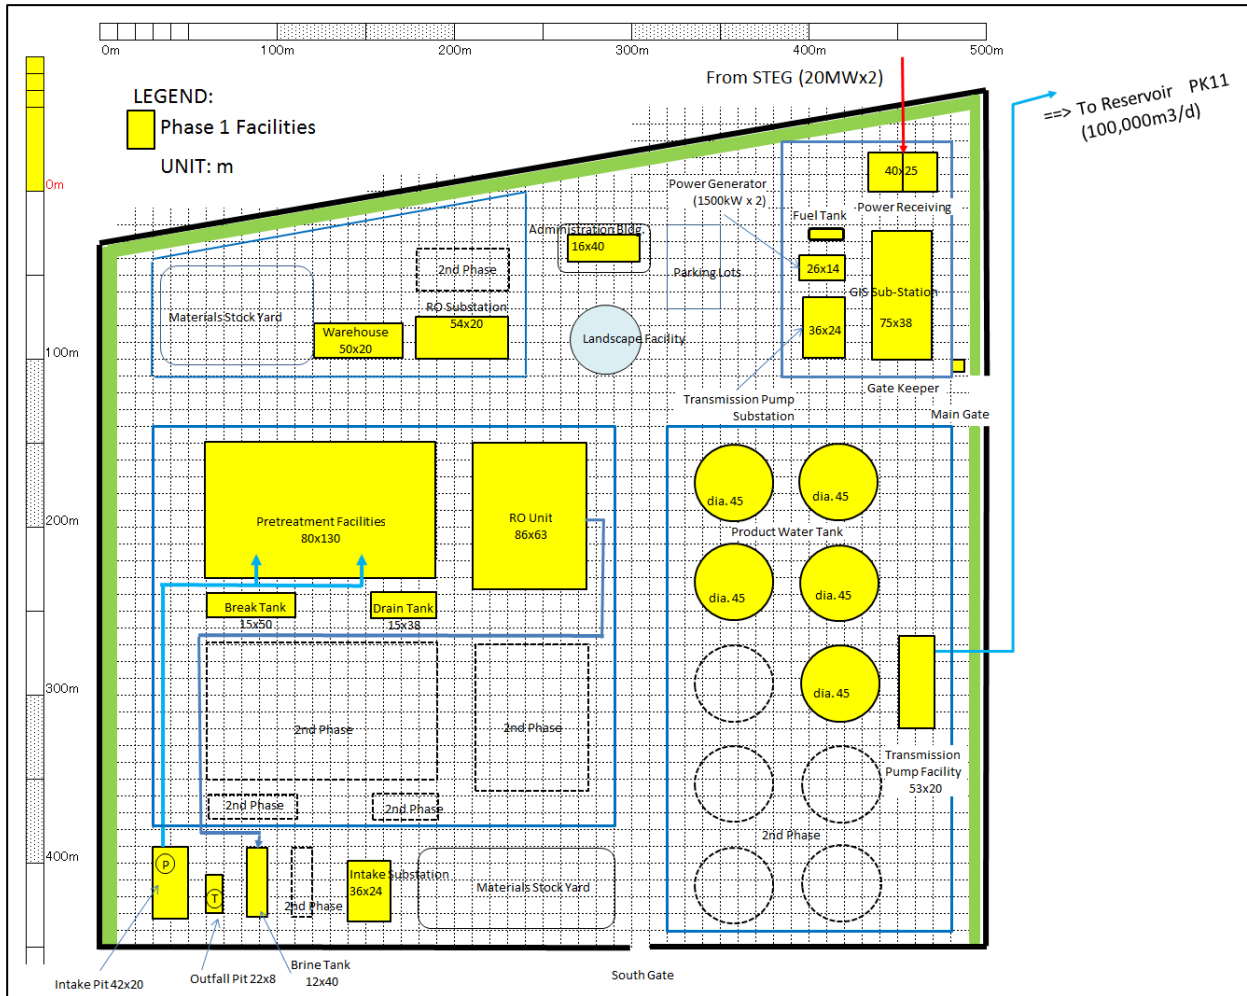 0m
100m
200m
300m
400m
500m
From STEG (20MWx2)
==> To Reservoir PK11
(100,000m3/d)
LEGEND:
Phase 1 Facilities
UNIT: m
0m
100m
200m
300m
400m
40x25
Power Receiving
Power Generator
(1500kW x 2)
Fuel Tank
26x14
GIS Sub-Station
75x38
36x24
Transmission Pump
Substation
Gate Keeper
Main Gate
Administration Bldg.
16x40
Parking Lots
Landscape Facility
2nd Phase
RO Substation
54x20
Materials Stock Yard
Warehouse
50x20
Pretreatment Facilities
80x130
RO Unit
86x63
Break Tank
15x50
Drain Tank
15x38
2nd Phase
2nd Phase
2nd Phase
2nd Phase
dia. 45
dia. 45
Product Water Tank
dia. 45
dia. 45
dia. 45
Transmission
Pump Facility
53x20
2nd Phase
P
T
2nd Phase
Intake Substation
36x24
Materials Stock Yard
Intake Pit 42x20
Outfall Pit 22x8
Brine Tank
12x40
South Gate